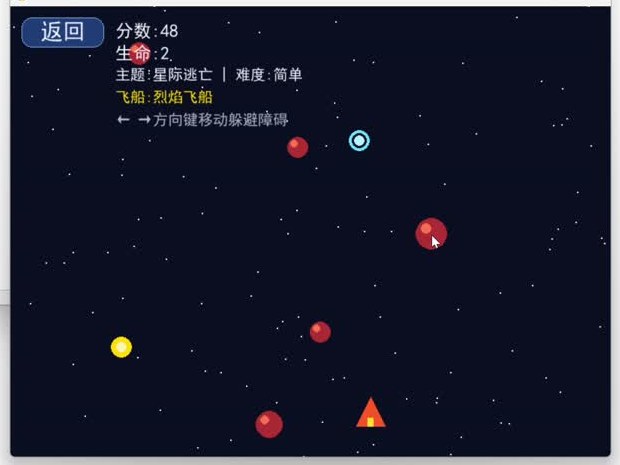 返回
分数:48
生命:2
主题:星际逃亡 | 难度:简单
飞船:烈焰飞船
← →方向键移动躲避障碍